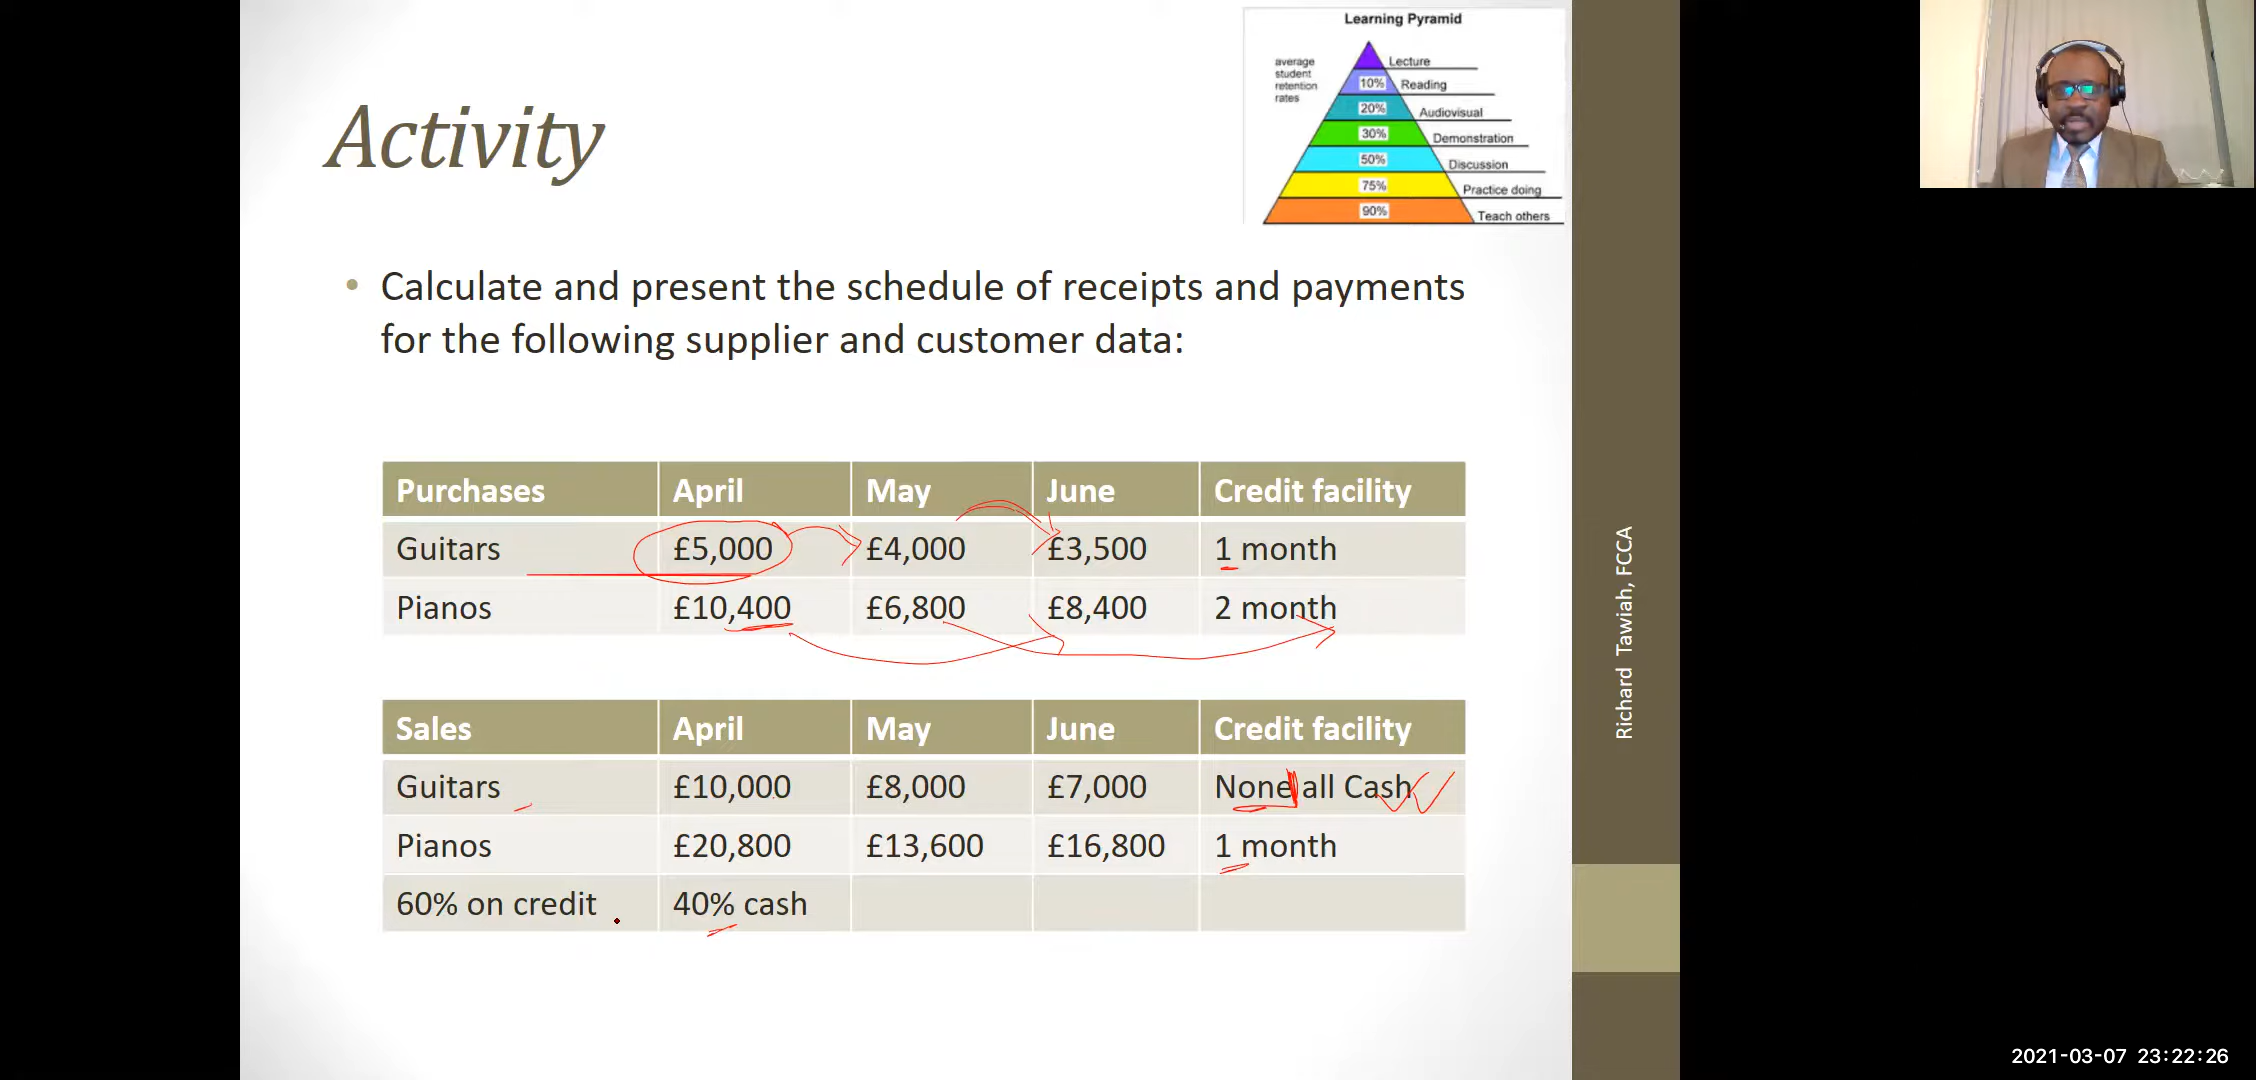 Activity
Learning Pyramid
average
student
retention
rates
Lecture
10% Reading
20% Audiovisual
30% Demonstration
50% Discussion
75% Practice doing
90% Teach others
• Calculate and present the schedule of receipts and payments
for the following supplier and customer data:
Purchases April May June Credit facility
Guitars £5,000 £4,000 £3,500 1 month
Pianos £10,400 £6,800 £8,400 2 month
Sales April May June Credit facility
Guitars £10,000 £8,000 £7,000 None all Cash
Pianos £20,800 £13,600 £16,800 1 month
60% on credit 40% cash
Richard Tawiah, FCCA
2021-03-07 23:22:26